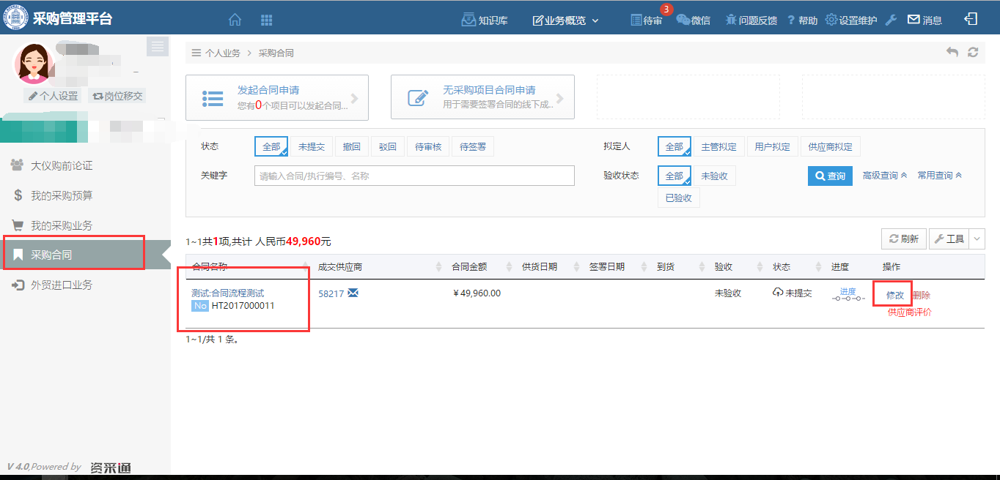 采购管理平台
知识库 业务概览 待审 3 微信 问题反馈 ? 帮助 设置维护 消息
个人设置 岗位移交
大仪购前论证
$ 我的采购预算
我的采购业务
采购合同
外贸进口业务
V 4.0,Powered by 资采通
个人业务 > 采购合同
发起合同申请
您有0个项目可以发起合同...
无采购项目合同申请
用于需要签署合同的线下成..
状态 全部 未提交 撤回 驳回 待审核 待签署
拟定人 全部 主管拟定 用户拟定 供应商拟定
关键字 请输入合同/执行编号、名称
验收状态 全部 未验收
已验收
查询 高级查询 常用查询
1~1共1项,共计 人民币49,960元
刷新 工具
合同名称 成交供应商 合同金额 供货日期 签署日期 到货 验收 状态 进度 操作
测试:合同流程测试
No HT2017000011
58217 ￥49,960.00 未验收 未提交 进度 修改 删除
供应商评价
1~1/共 1 条。